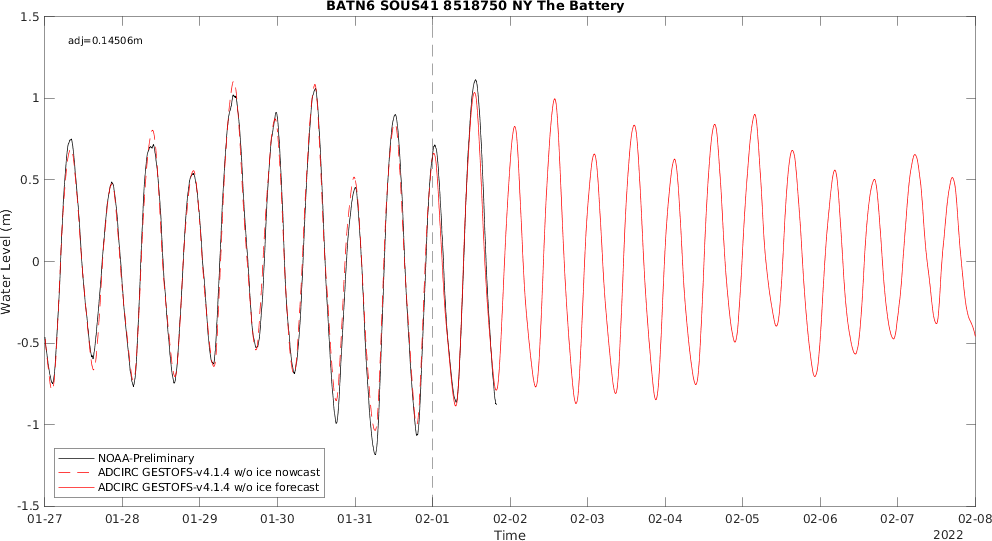 BATN6 SOUS41 8518750 NY The Battery
adj=0.14506m
1.5
1
0.5
0
-0.5
-1
-1.5
Water Level (m)
NOAA-Preliminary
ADCIRC GESTOFS-v4.1.4 w/o ice nowcast
ADCIRC GESTOFS-v4.1.4 w/o ice forecast
01-27 01-28 01-29 01-30 01-31 02-01 02-02 02-03 02-04 02-05 02-06 02-07 02-08
Time
2022